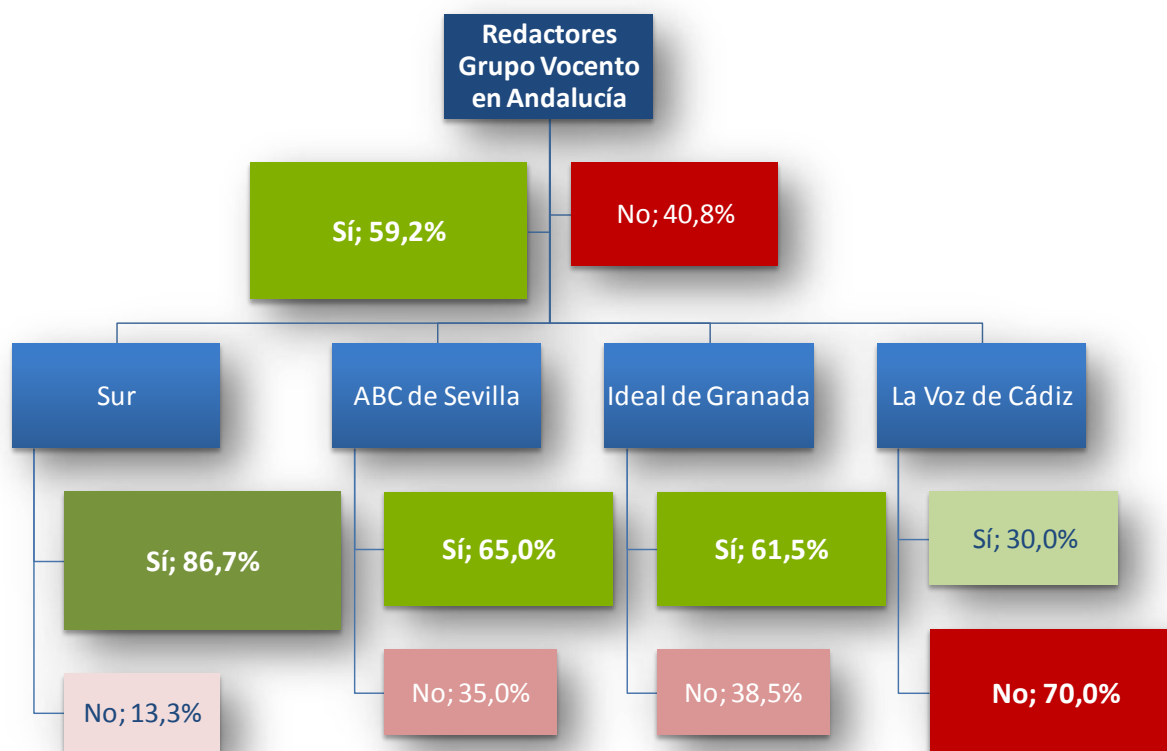 Redactores
Grupo Vocento
en Andalucía
Sí; 59,2%
No; 40,8%
Sur
ABC de Sevilla
Ideal de Granada
La Voz de Cádiz
Sí; 86,7%
Sí; 65,0%
Sí; 61,5%
Sí; 30,0%
No; 13,3%
No; 35,0%
No; 38,5%
No; 70,0%